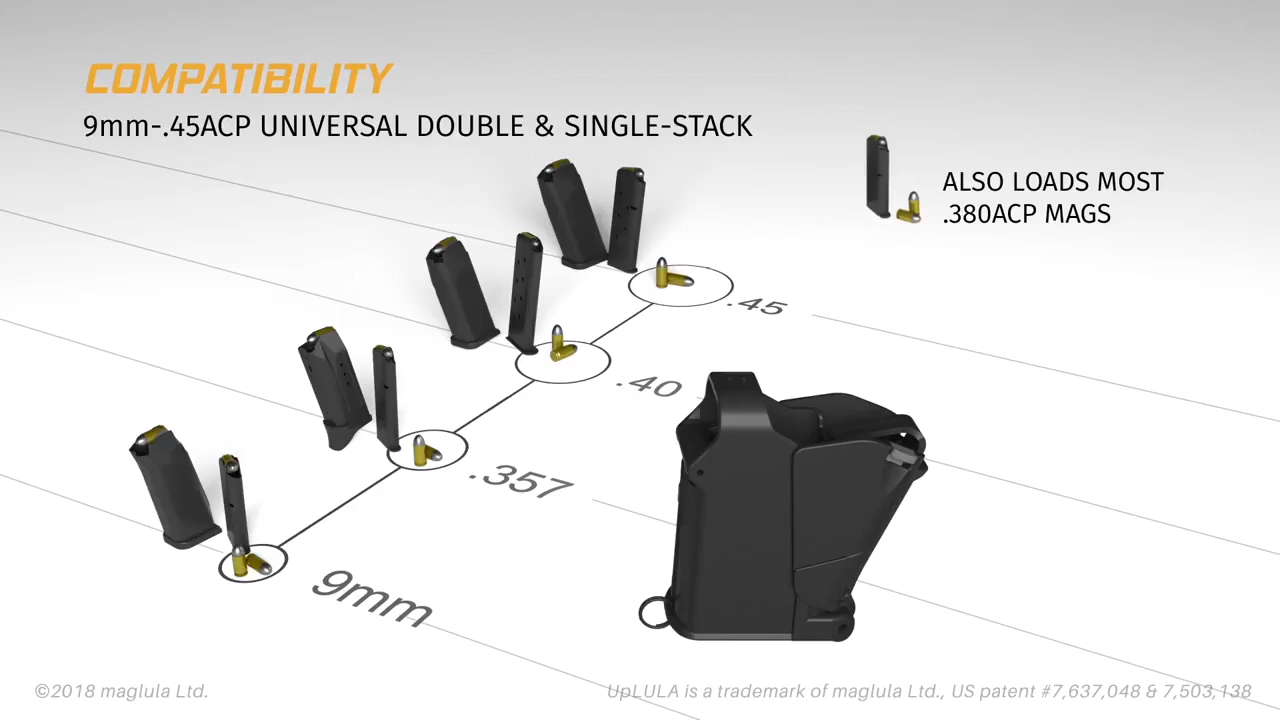 COMPATIBILITY
9mm-.45ACP UNIVERSAL DOUBLE & SINGLE-STACK
ALSO LOADS MOST
.380ACP MAGS
.45
.40
.357
9mm
©2018 maglula Ltd.
UpLULA is a trademark of maglula Ltd., US patent #7,637,048 & 7,503,138